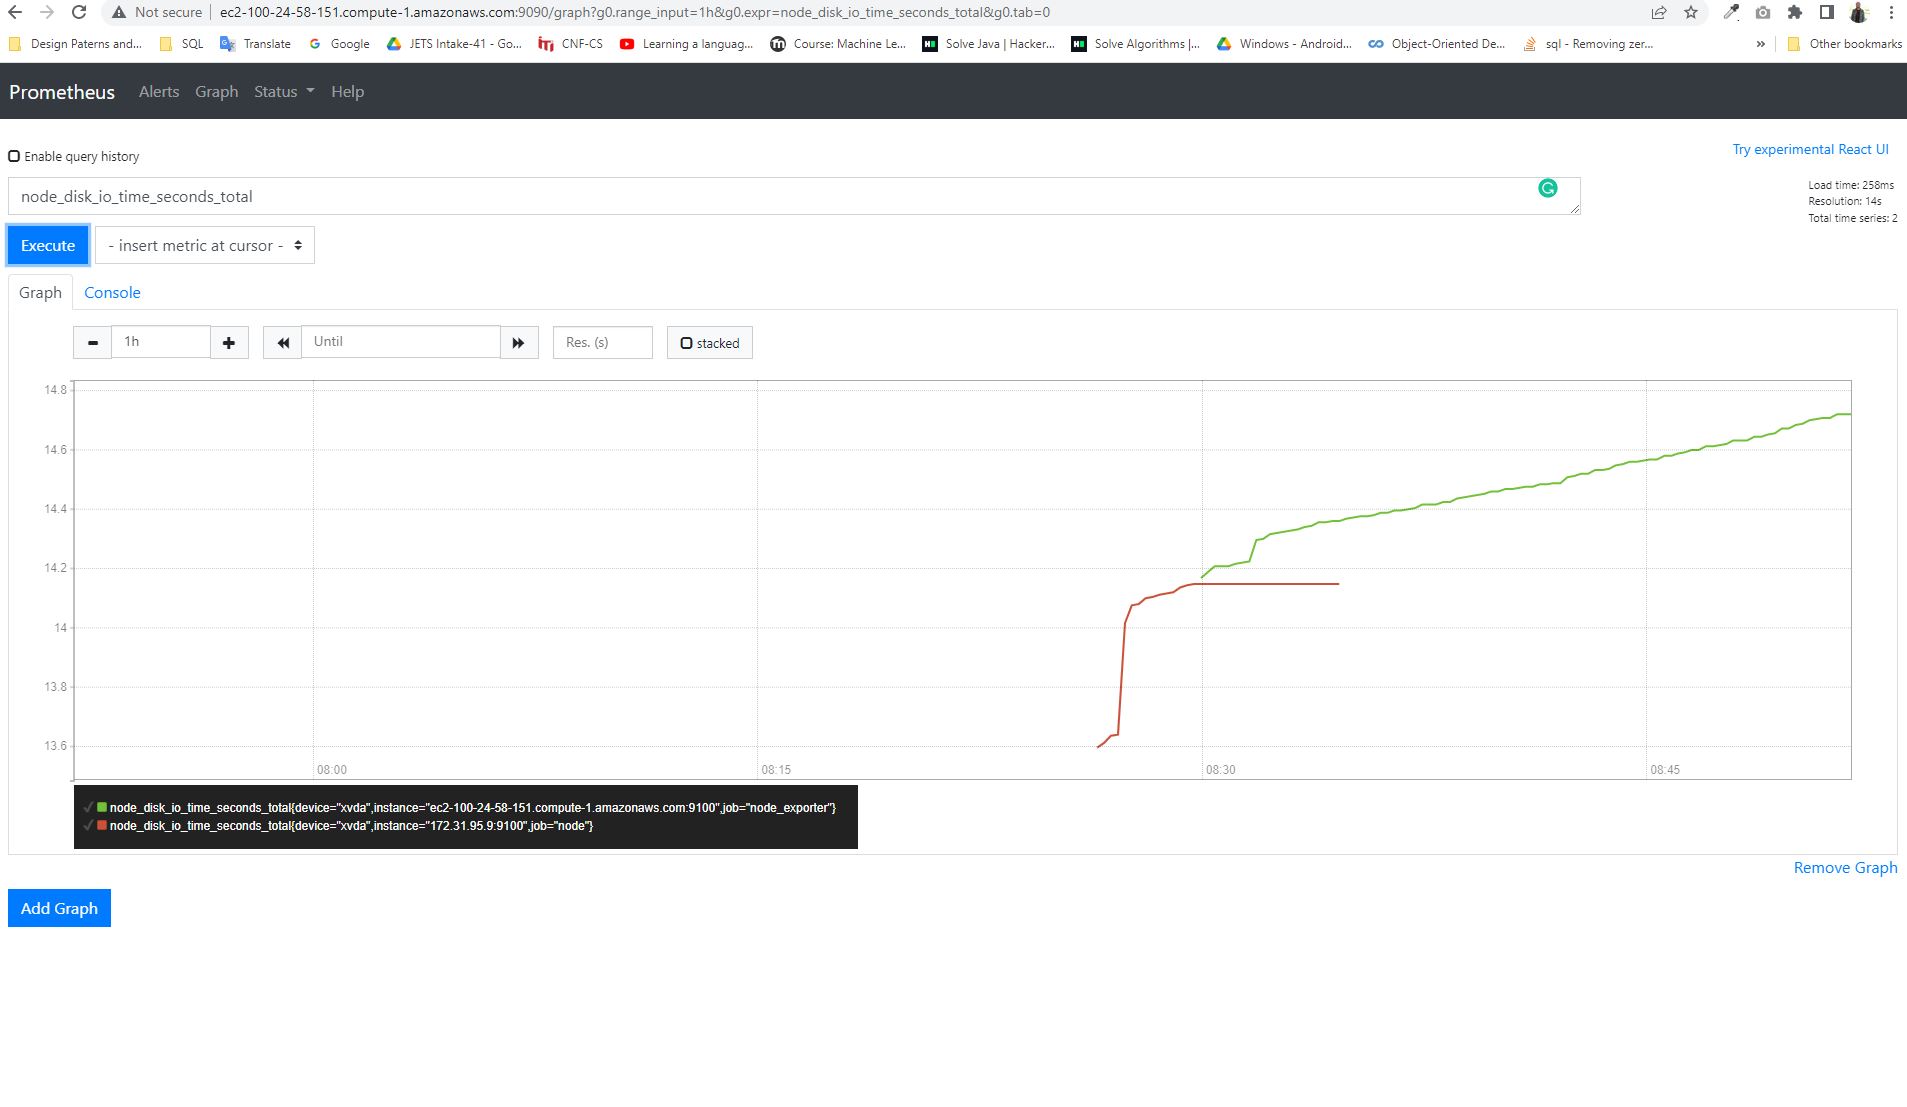 Not secure | ec2-100-24-58-151.compute-1.amazonaws.com:9090/graph?g0.range_input=1h&g0.expr=node_disk_io_time_seconds_total&g0.tab=0
Design Paterns and... SQL Translate Google JETS Intake-41 - Go... CNF-CS Learning a languag... Course: Machine Le... Solve Java | Hacker... Solve Algorithms |... Windows - Android... Object-Oriented De... sql - Removing zer... » Other bookmarks
Prometheus Alerts Graph Status Help
Enable query history
Try experimental React UI
node_disk_io_time_seconds_total
Load time: 258ms
Resolution: 14s
Total time series: 2
Execute - insert metric at cursor -
Graph Console
1h Until Res. (s) stacked
14.8
14.6
14.4
14.2
14
13.8
13.6
08:00 08:15 08:30 08:45
node_disk_io_time_seconds_total{device="xvda",instance="ec2-100-24-58-151.compute-1.amazonaws.com:9100",job="node_exporter"}
node_disk_io_time_seconds_total{device="xvda",instance="172.31.95.9:9100",job="node"}
Remove Graph
Add Graph